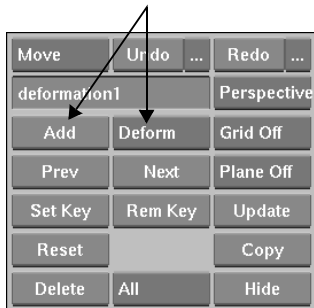 Move Undo ... Redo ...
deformation1 Perspective
Add Deform Grid Off
Prev Next Plane Off
Set Key Rem Key Update
Reset Copy
Delete All Hide